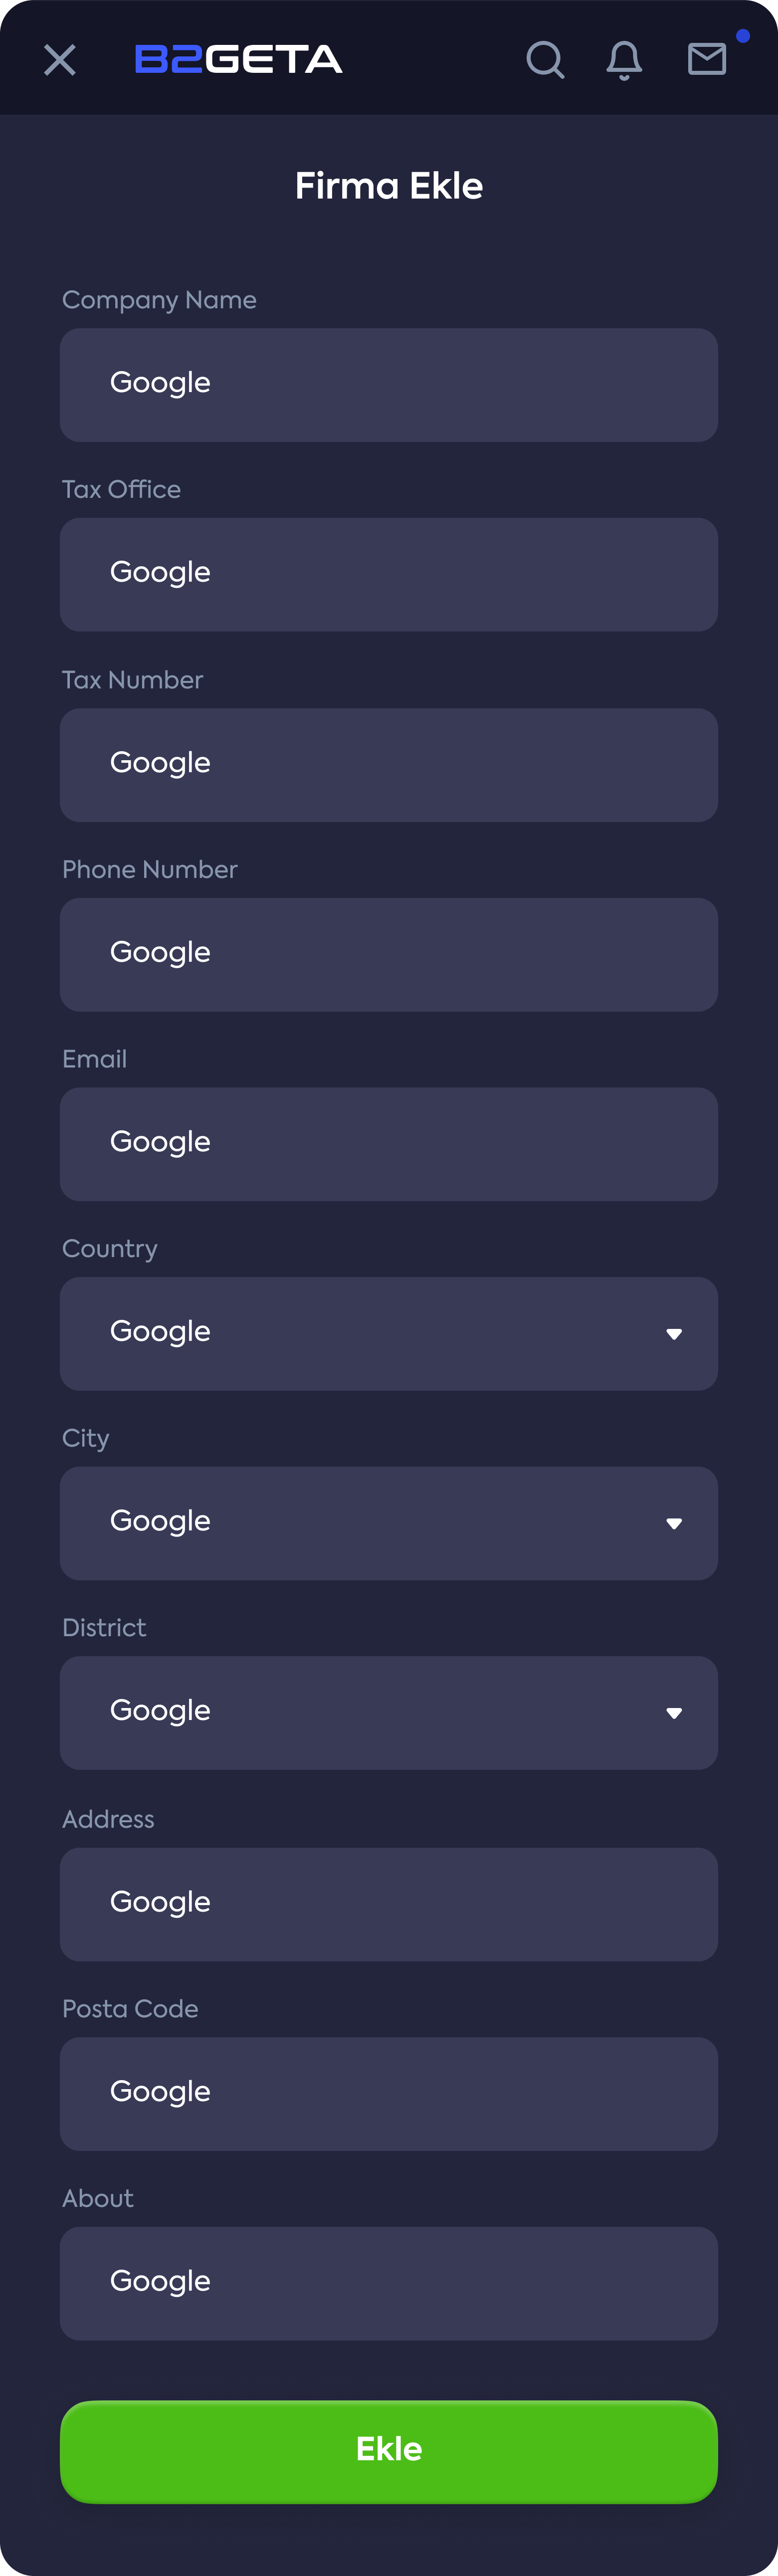 B2GETA
Firma Ekle
Company Name
Google
Tax Office
Google
Tax Number
Google
Phone Number
Google
Email
Google
Country
Google
City
Google
District
Google
Address
Google
Posta Code
Google
About
Google
Ekle